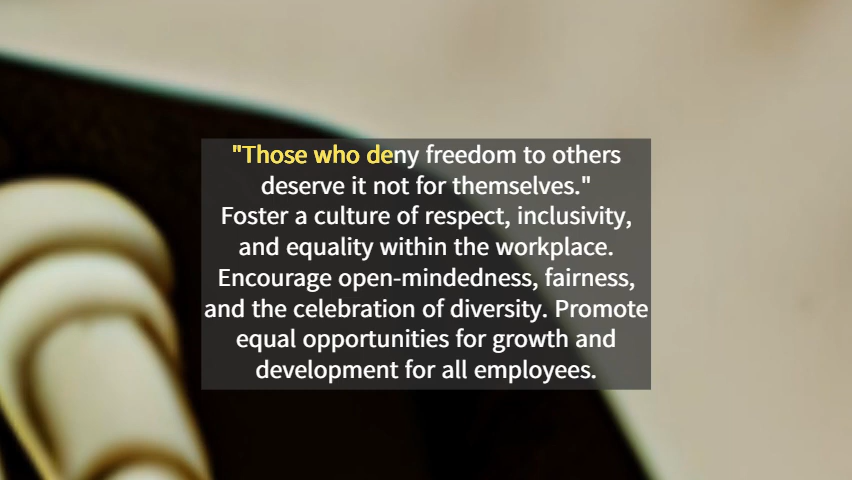 "Those who deny freedom to others
deserve it not for themselves."
Foster a culture of respect, inclusivity,
and equality within the workplace.
Encourage open-mindedness, fairness,
and the celebration of diversity. Promote
equal opportunities for growth and
development for all employees.